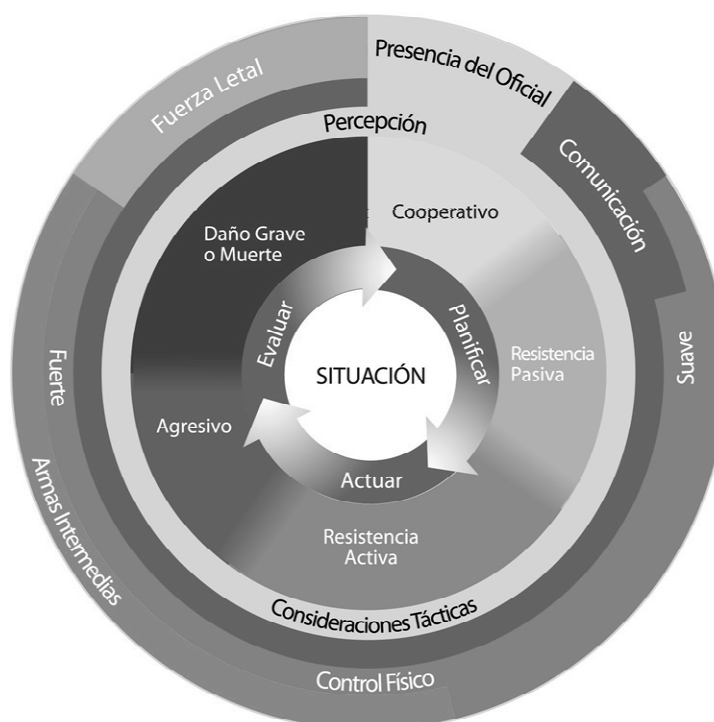 Fuerza Letal
Presencia del Oficial
Percepción
Comunicación
Cooperativo
Daño Grave
o Muerte
Evaluar
Planificar
Resistencia
Pasiva
Suave
Fuerte
SITUACIÓN
Agresivo
Actuar
Resistencia
Activa
Armas Intermedias
Consideraciones Tácticas
Control Físico